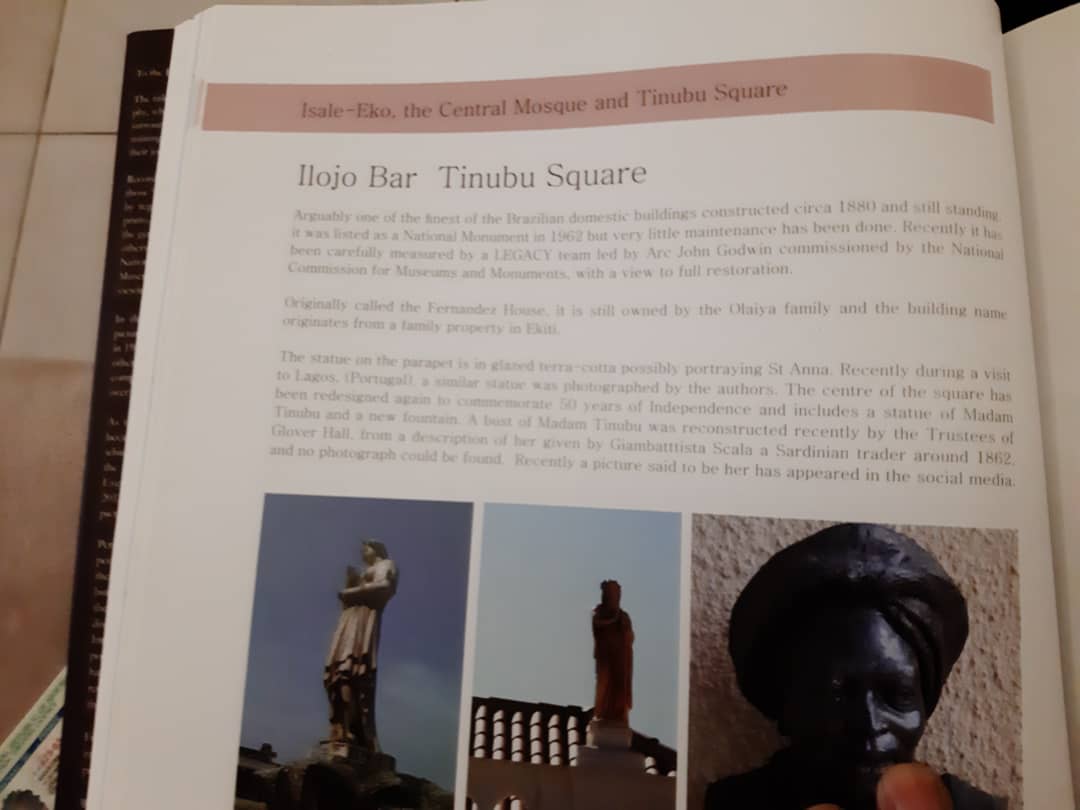 Isale-Eko, the Central Mosque and Tinubu Square
Ilojo Bar Tinubu Square
Arguably one of the finest of the Brazilian domestic buildings constructed circa 1880 and still standing,
it was listed as a National Monument in 1962 but very little maintenance has been done. Recently it has
been carefully measured by a LEGACY team led by Arc John Godwin commissioned by the National
Commission for Museums and Monuments, with a view to full restoration.
Originally called the Fernandez House, it is still owned by the Olaiya family and the building name
originates from a family property in Ekiti.
The statue on the parapet is in glazed terra-cotta possibly portraying St Anna. Recently during a visit
to Lagos, (Portugal), a similar statue was photographed by the authors. The centre of the square has
been redesigned again to commemorate 50 years of Independence and includes a statue of Madam
Tinubu and a new fountain. A bust of Madam Tinubu was reconstructed recently by the Trustees of
Glover Hall, from a description of her given by Giambatttista Scala a Sardinian trader around 1862,
and no photograph could be found. Recently a picture said to be her has appeared in the social media.